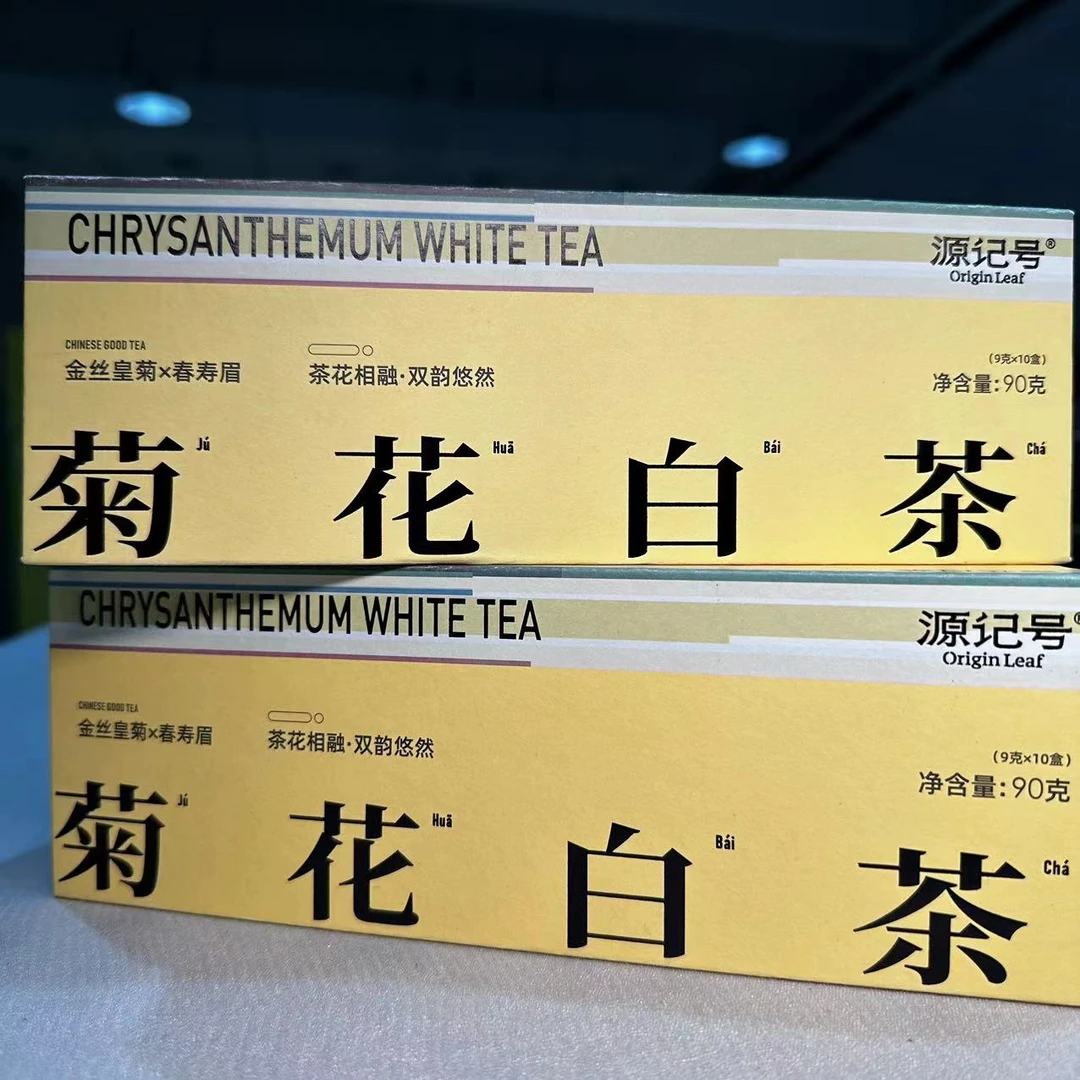 CHRYSANTHEMUM WHITE TEA
源记号®
Origin Leaf
CHINESE GOOD TEA
金丝皇菊×春寿眉
茶花相融·双韵悠然
(9克×10盒)
净含量:90克
菊 Jú 花 Huā 白 Bái 茶 Chá
CHRYSANTHEMUM WHITE TEA
源记号®
Origin Leaf
CHINESE GOOD TEA
金丝皇菊×春寿眉
茶花相融·双韵悠然
(9克×10盒)
净含量:90克
菊 Jú 花 Huā 白 Bái 茶 Chá